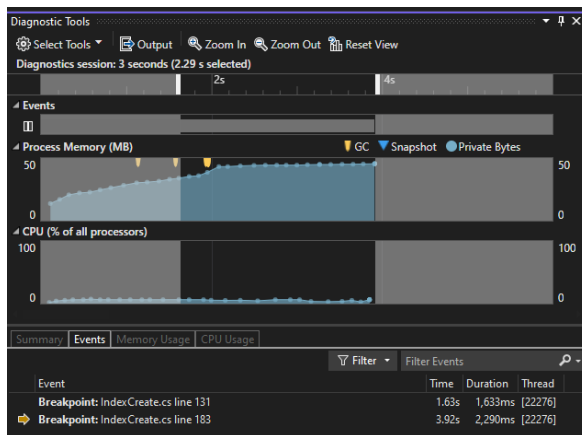 Diagnostic Tools
Select Tools Output Zoom In Zoom Out Reset View
Diagnostics session: 3 seconds (2.29 s selected)
2s 4s
Events
Process Memory (MB) GC Snapshot Private Bytes
50 50
0 0
CPU (% of all processors)
100 100
0 0
Summary Events Memory Usage CPU Usage
Filter Filter Events
Event Time Duration Thread
Breakpoint: IndexCreate.cs line 131 1.63s 1,633ms [22276]
Breakpoint: IndexCreate.cs line 183 3.92s 2,290ms [22276]